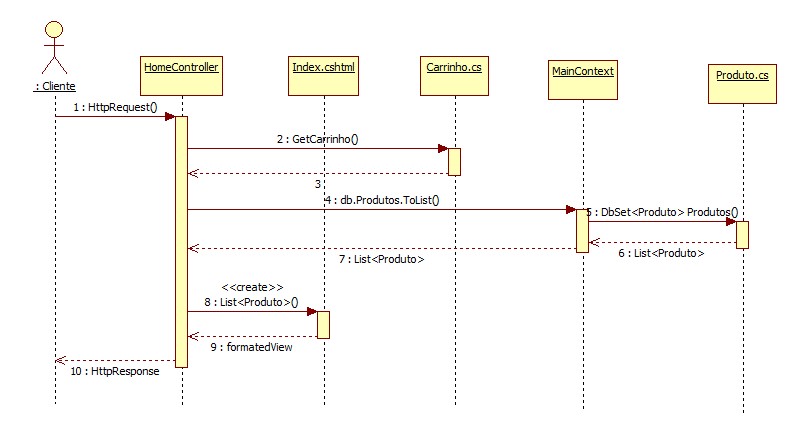 : Cliente
HomeController
Index.cshtml
Carrinho.cs
MainContext
Produto.cs
1 : HttpRequest()
2 : GetCarrinho()
3
4 : db.Produtos.ToList()
5 : DbSet<Produto> Produtos()
6 : List<Produto>
7 : List<Produto>
<<create>>
8 : List<Produto>()
9 : formatedView
10 : HttpResponse